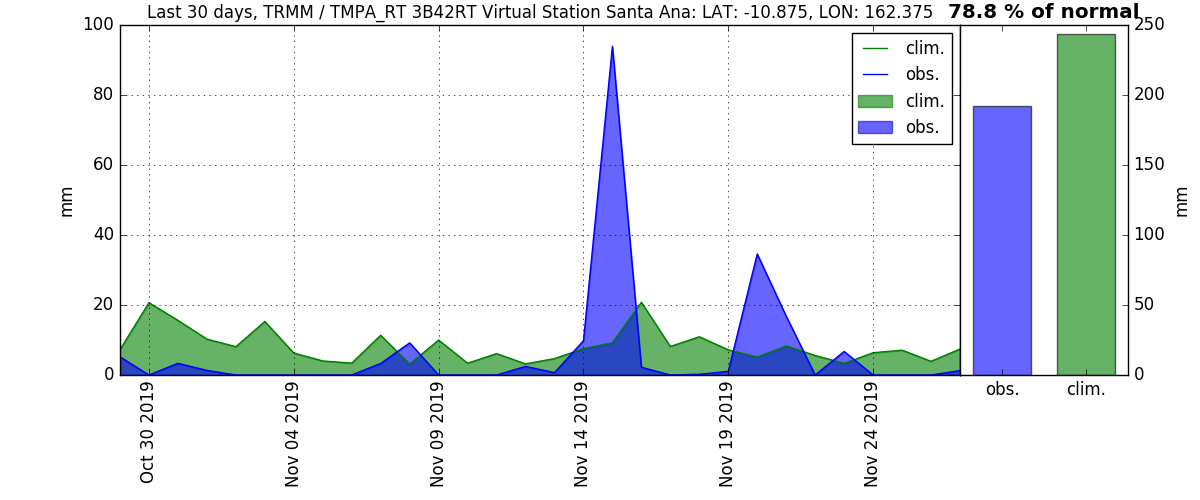 Last 30 days, TRMM / TMPA_RT 3B42RT Virtual Station Santa Ana: LAT: -10.875, LON: 162.375 78.8 % of normal
100
80
60
40
20
0
mm
clim.
obs.
clim.
obs.
250
200
150
100
50
0
mm
obs. clim.
Oct 30 2019
Nov 04 2019
Nov 09 2019
Nov 14 2019
Nov 19 2019
Nov 24 2019